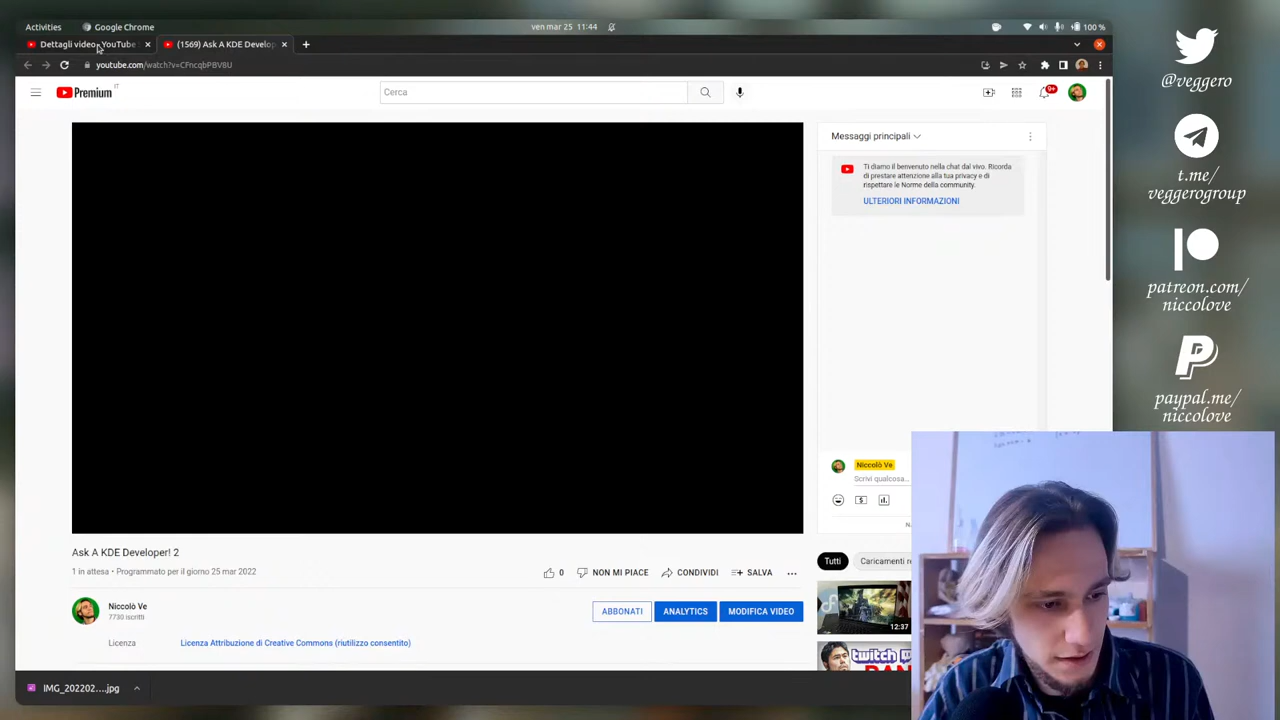 Activities
Google Chrome
ven mar 25 11:44
100 %
Dettagli video - YouTube
(1569) Ask A KDE Develop
youtube.com/watch?v=CFncqbPBV8U
Premium
IT
Cerca
9+
Messaggi principali
Ti diamo il benvenuto nella chat dal vivo. Ricorda
di prestare attenzione alla tua privacy e di
rispettare le Norme della community.
ULTERIORI INFORMAZIONI
Niccolò Ve
Scrivi qualcosa...
Ask A KDE Developer! 2
1 in attesa • Programmato per il giorno 25 mar 2022
0
NON MI PIACE
CONDIVIDI
SALVA
Tutti
Caricamenti re
Niccolò Ve
7730 iscritti
ABBONATI
ANALYTICS
MODIFICA VIDEO
12:37
Licenza
Licenza Attribuzione di Creative Commons (riutilizzo consentito)
twitch
IMG_202202....jpg
@veggero
t.me/
veggerogroup
patreon.com/
niccolove
paypal.me/
niccolove